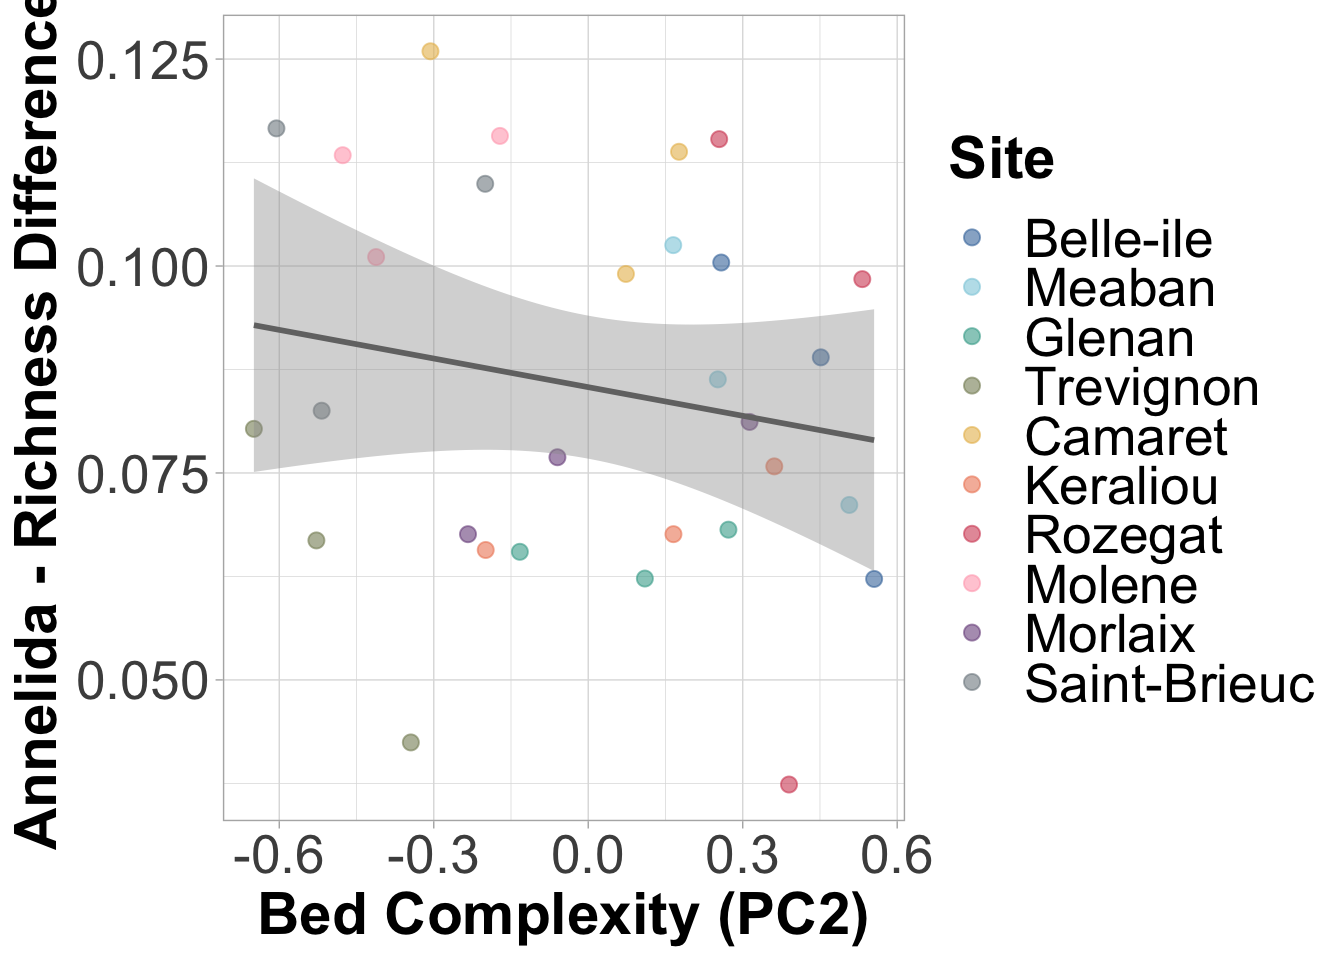 Annelida - Richness Difference
0.125
0.100
0.075
0.050
-0.6
-0.3
0.0
0.3
0.6
Bed Complexity (PC2)
Site
Belle-ile
Meaban
Glenan
Trevignon
Camaret
Keraliou
Rozegat
Molene
Morlaix
Saint-Brieuc